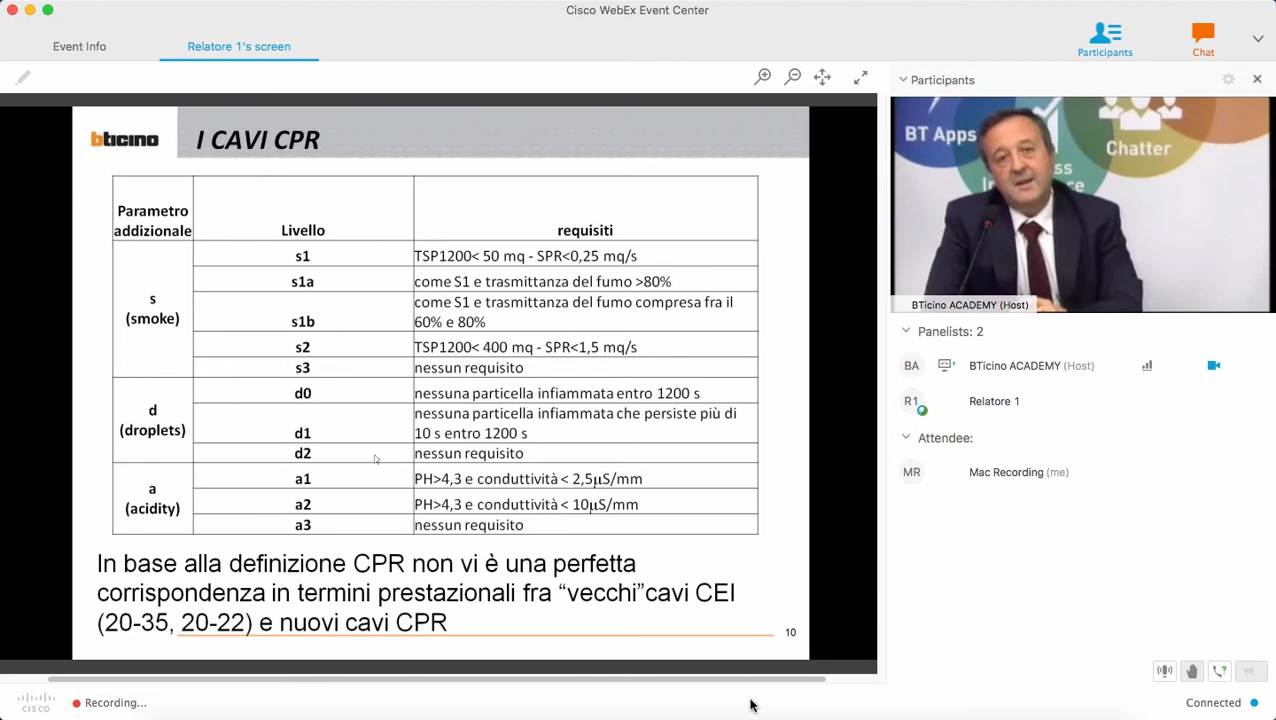 Cisco WebEx Event Center
Event Info
Relatore 1's screen
Participants
Chat
Participants
bticino
I CAVI CPR
Parametro
addizionale
Livello
requisiti
s
(smoke)
s1
TSP1200< 50 mq - SPR<0,25 mq/s
s1a
come S1 e trasmittanza del fumo >80%
s1b
come S1 e trasmittanza del fumo compresa fra il
60% e 80%
s2
TSP1200< 400 mq - SPR<1,5 mq/s
s3
nessun requisito
d
(droplets)
d0
nessuna particella infiammata entro 1200 s
d1
nessuna particella infiammata che persiste più di
10 s entro 1200 s
d2
nessun requisito
a
(acidity)
a1
PH>4,3 e conduttività < 2,5µS/mm
a2
PH>4,3 e conduttività < 10µS/mm
a3
nessun requisito
In base alla definizione CPR non vi è una perfetta
corrispondenza in termini prestazionali fra “vecchi”cavi CEI
(20-35, 20-22) e nuovi cavi CPR
10
BT Apps
Chatter
BTicino ACADEMY (Host)
Panelists: 2
BA
BTicino ACADEMY (Host)
R1
Relatore 1
Attendee:
MR
Mac Recording (me)
cisco
Recording...
Connected